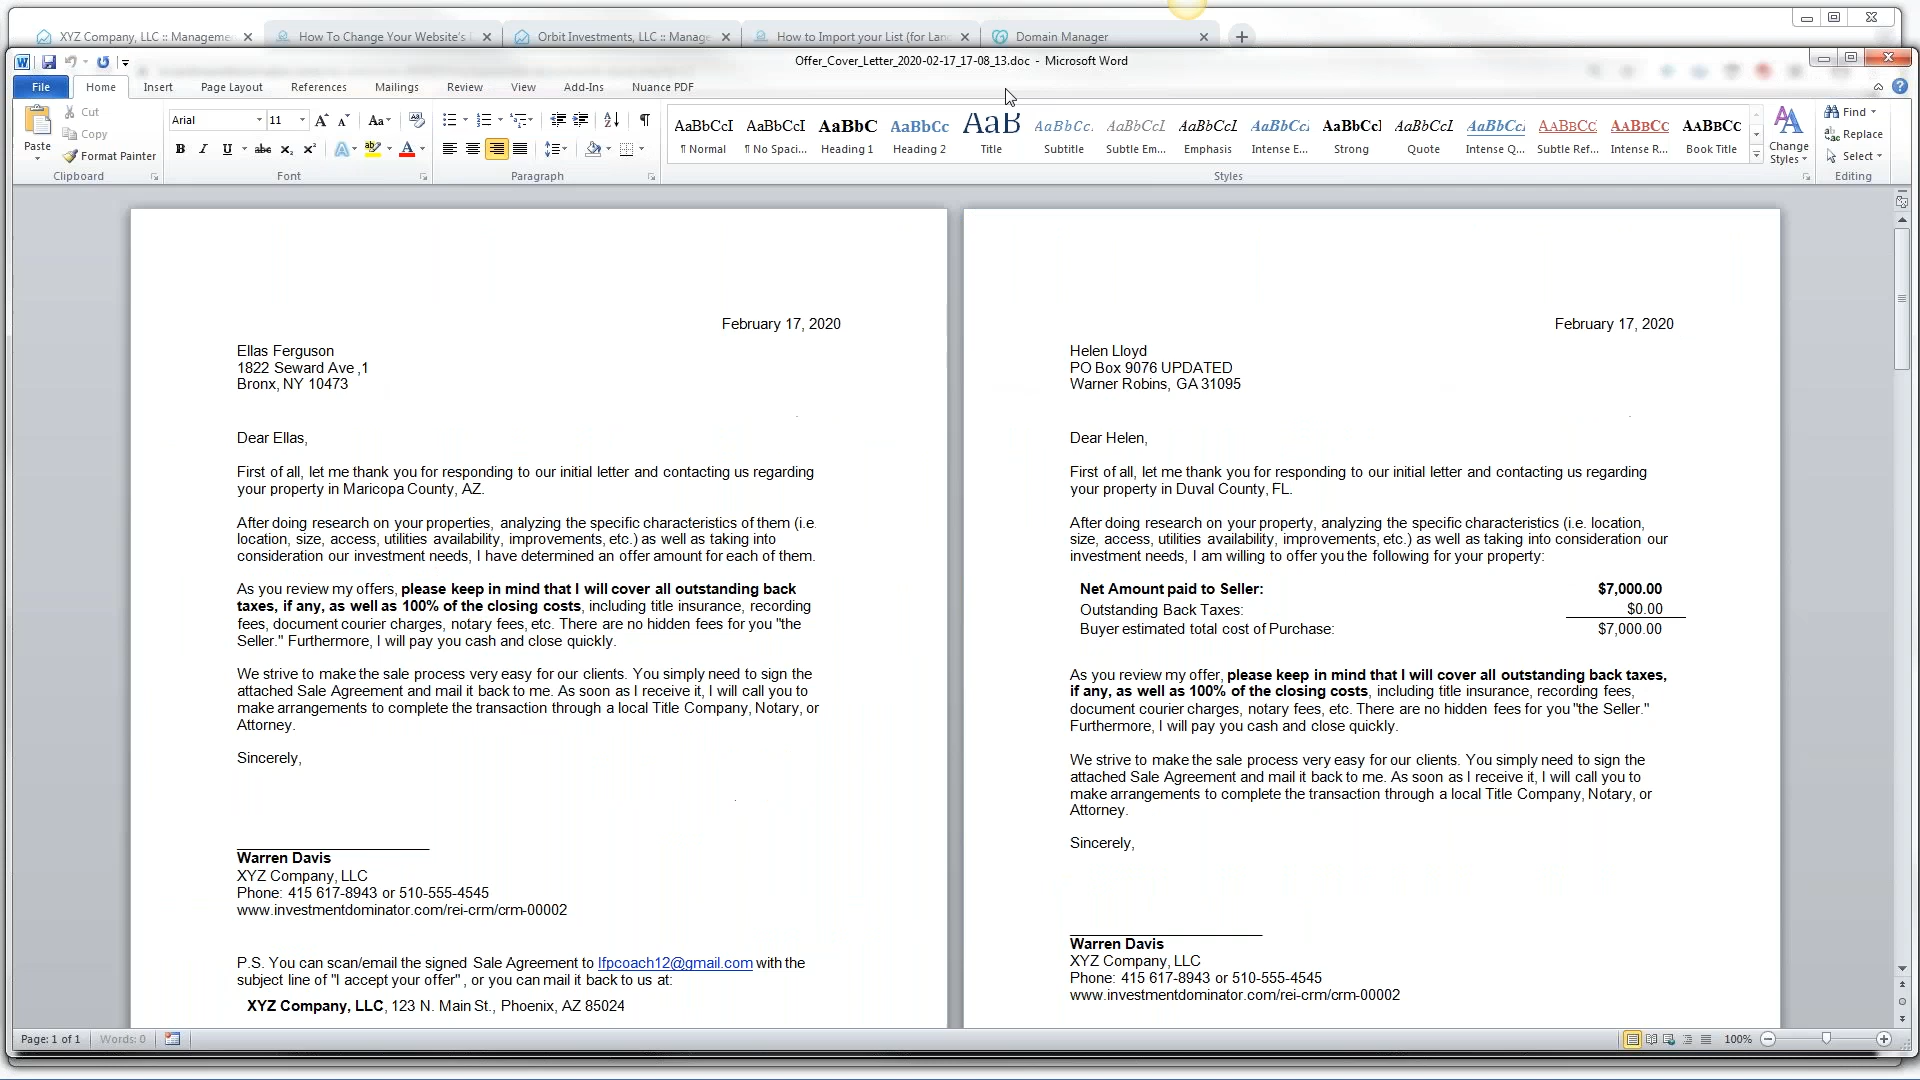 XYZ Company, LLC :: Manageme
How To Change Your Website's
Orbit Investments, LLC :: Manage
How to Import your List (for Lan
Domain Manager
Offer_Cover_Letter_2020-02-17_17-08_13.doc - Microsoft Word
File Home Insert Page Layout References Mailings Review View Add-Ins Nuance PDF
Paste
Cut
Copy
Format Painter
Clipboard
Arial 11
Font
Paragraph
AaBbCcI AaBbCcI AaBbC AaBbCc AaB AaBbCc. AaBbCcL AaBbCcL AaBbCcL AaBbCcI AaBbCcL AaBbCcL AABBCC AABBCC AABBCC
¶ Normal ¶ No Spaci... Heading 1 Heading 2 Title Subtitle Subtle Em... Emphasis Intense E... Strong Quote Intense Q... Subtle Ref... Intense R... Book Title
Styles
Change
Styles
Find
Replace
Select
Editing
February 17, 2020
Ellas Ferguson
1822 Seward Ave ,1
Bronx, NY 10473
Dear Ellas,
First of all, let me thank you for responding to our initial letter and contacting us regarding
your property in Maricopa County, AZ.
After doing research on your properties, analyzing the specific characteristics of them (i.e.
location, size, access, utilities availability, improvements, etc.) as well as taking into
consideration our investment needs, I have determined an offer amount for each of them.
As you review my offers, please keep in mind that I will cover all outstanding back
taxes, if any, as well as 100% of the closing costs, including title insurance, recording
fees, document courier charges, notary fees, etc. There are no hidden fees for you "the
Seller." Furthermore, I will pay you cash and close quickly.
We strive to make the sale process very easy for our clients. You simply need to sign the
attached Sale Agreement and mail it back to me. As soon as I receive it, I will call you to
make arrangements to complete the transaction through a local Title Company, Notary, or
Attorney.
Sincerely,
Warren Davis
XYZ Company, LLC
Phone: 415 617-8943 or 510-555-4545
www.investmentdominator.com/rei-crm/crm-00002
P.S. You can scan/email the signed Sale Agreement to lfpcoach12@gmail.com with the
subject line of "I accept your offer" , or you can mail it back to us at:
XYZ Company, LLC, 123 N. Main St., Phoenix, AZ 85024
February 17, 2020
Helen Lloyd
PO Box 9076 UPDATED
Warner Robins, GA 31095
Dear Helen,
First of all, let me thank you for responding to our initial letter and contacting us regarding
your property in Duval County, FL.
After doing research on your property, analyzing the specific characteristics (i.e. location,
size, access, utilities availability, improvements, etc.) as well as taking into consideration our
investment needs, I am willing to offer you the following for your property:
Net Amount paid to Seller: $7,000.00
Outstanding Back Taxes: $0.00
Buyer estimated total cost of Purchase: $7,000.00
As you review my offer, please keep in mind that I will cover all outstanding back taxes,
if any, as well as 100% of the closing costs, including title insurance, recording fees,
document courier charges, notary fees, etc. There are no hidden fees for you "the Seller."
Furthermore, I will pay you cash and close quickly.
We strive to make the sale process very easy for our clients. You simply need to sign the
attached Sale Agreement and mail it back to me. As soon as I receive it, I will call you to
make arrangements to complete the transaction through a local Title Company, Notary, or
Attorney.
Sincerely,
Warren Davis
XYZ Company, LLC
Phone: 415 617-8943 or 510-555-4545
www.investmentdominator.com/rei-crm/crm-00002
Page: 1 of 1 Words: 0
100%